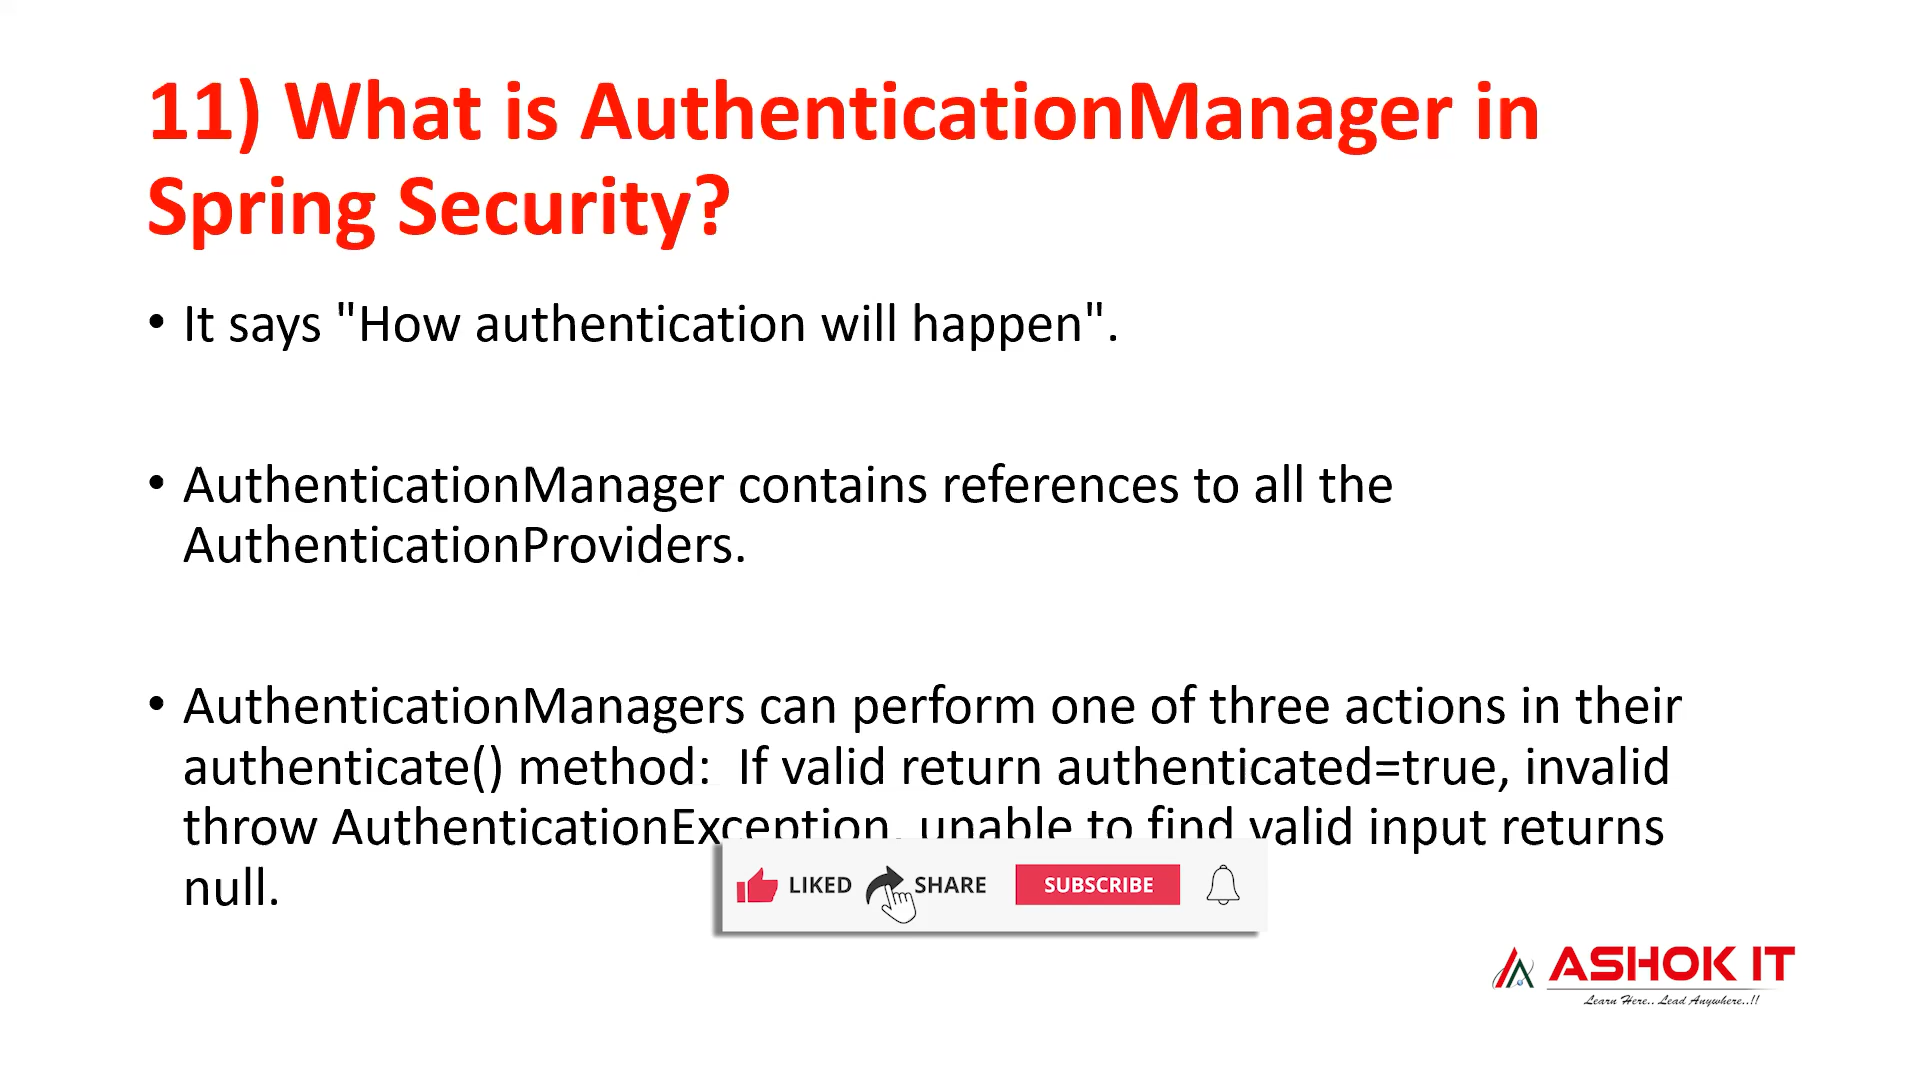 11) What is AuthenticationManager in
Spring Security?
• It says "How authentication will happen".
• AuthenticationManager contains references to all the
AuthenticationProviders.
• AuthenticationManagers can perform one of three actions in their
authenticate() method:  If valid return authenticated=true, invalid
throw AuthenticationException, unable to find valid input returns
null.
LIKED SHARE SUBSCRIBE
ASHOK IT
Learn Here.. Lead Anywhere..!!